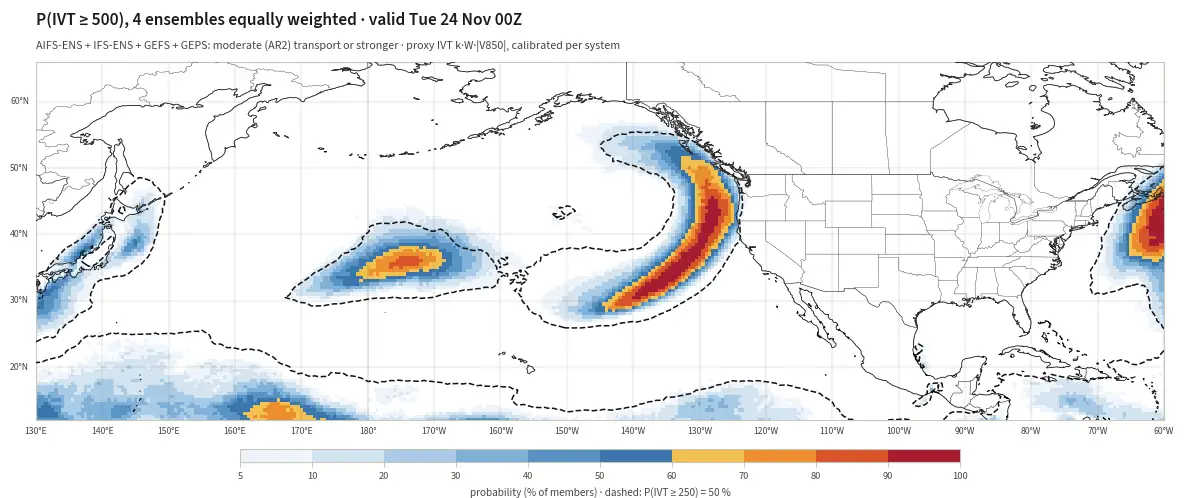 P(IVT ≥ 500), 4 ensembles equally weighted · valid Tue 24 Nov 00Z
AIFS-ENS + IFS-ENS + GEFS + GEPS: moderate (AR2) transport or stronger · proxy IVT k·W·|V850|, calibrated per system
60°N
50°N
40°N
30°N
20°N
130°E 140°E 150°E 160°E 170°E 180° 170°W 160°W 150°W 140°W 130°W 120°W 110°W 100°W 90°W 80°W 70°W 60°W
5 10 20 30 40 50 60 70 80 90 100
probability (% of members) · dashed: P(IVT ≥ 250) = 50 %